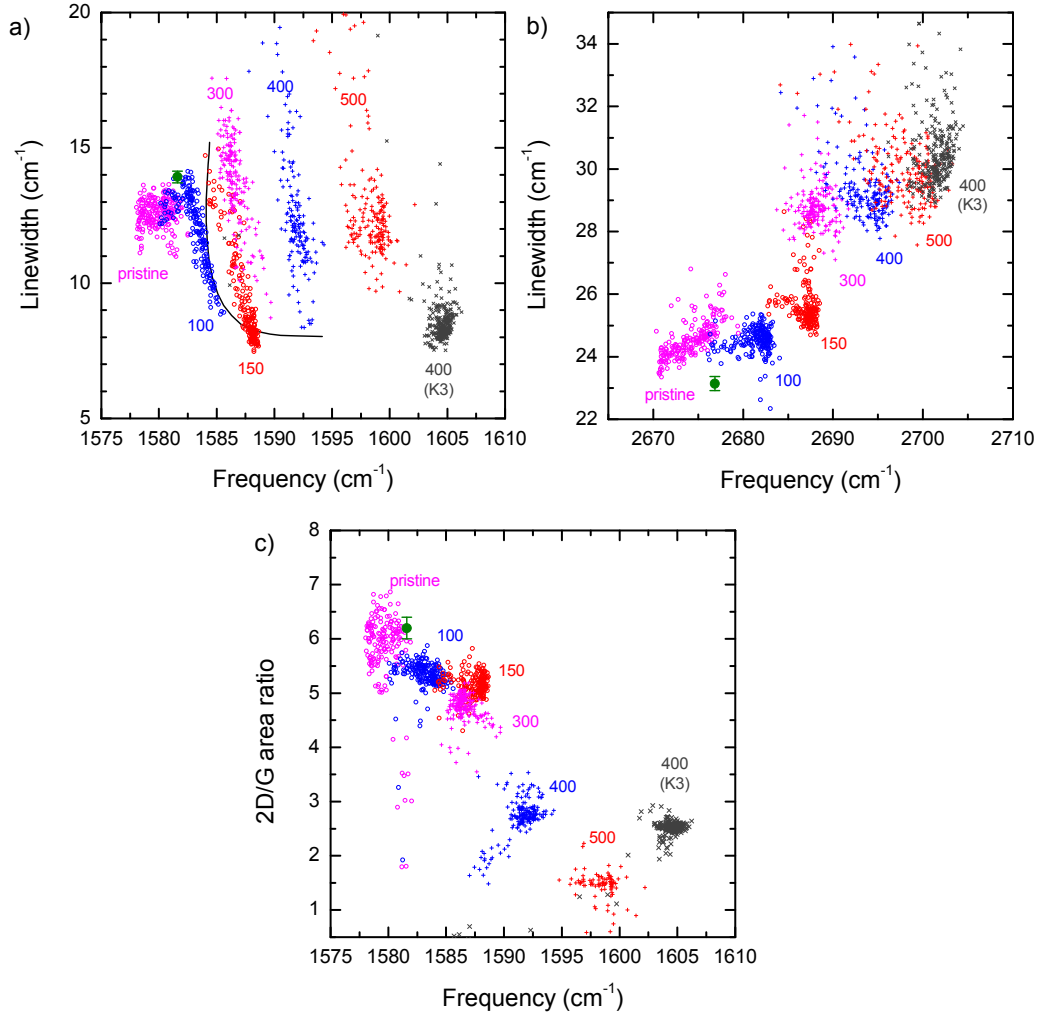 a)
20
15
10
5
Linewidth (cm-1)
1575 1580 1585 1590 1595 1600 1605 1610
Frequency (cm-1)
300
400
500
pristine
100
150
400
(K3)
b)
34
32
30
28
26
24
22
Linewidth (cm-1)
2670 2680 2690 2700 2710
Frequency (cm-1)
400
(K3)
500
400
300
150
100
pristine
c)
8
7
6
5
4
3
2
1
2D/G area ratio
1575 1580 1585 1590 1595 1600 1605 1610
Frequency (cm-1)
pristine
100
150
300
400
500
400
(K3)